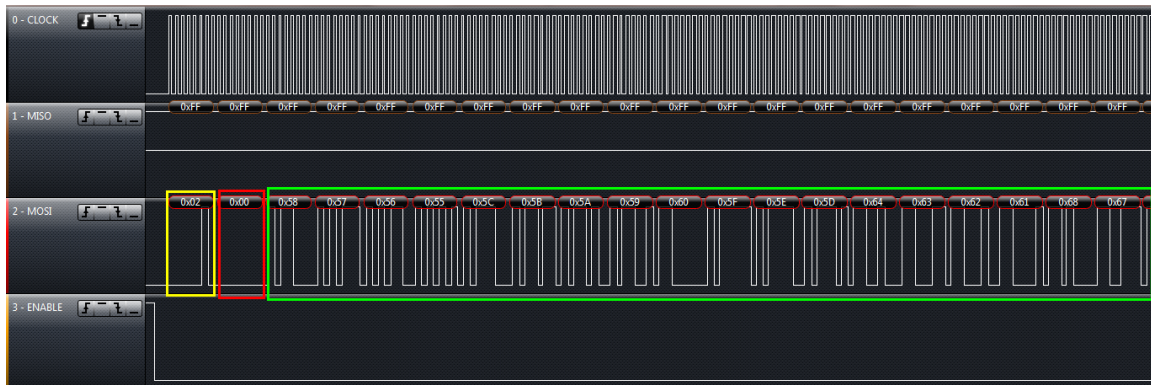 0 - CLOCK
0xFF 0xFF 0xFF 0xFF 0xFF 0xFF 0xFF 0xFF 0xFF 0xFF 0xFF 0xFF 0xFF 0xFF 0xFF 0xFF 0xFF 0xFF 0xFF 0xFF
1 - MISO
0x02 0x00 0x58 0x57 0x56 0x55 0x5C 0x5B 0x5A 0x59 0x60 0x5F 0x5E 0x5D 0x64 0x63 0x62 0x61 0x68 0x67
2 - MOSI
3 - ENABLE